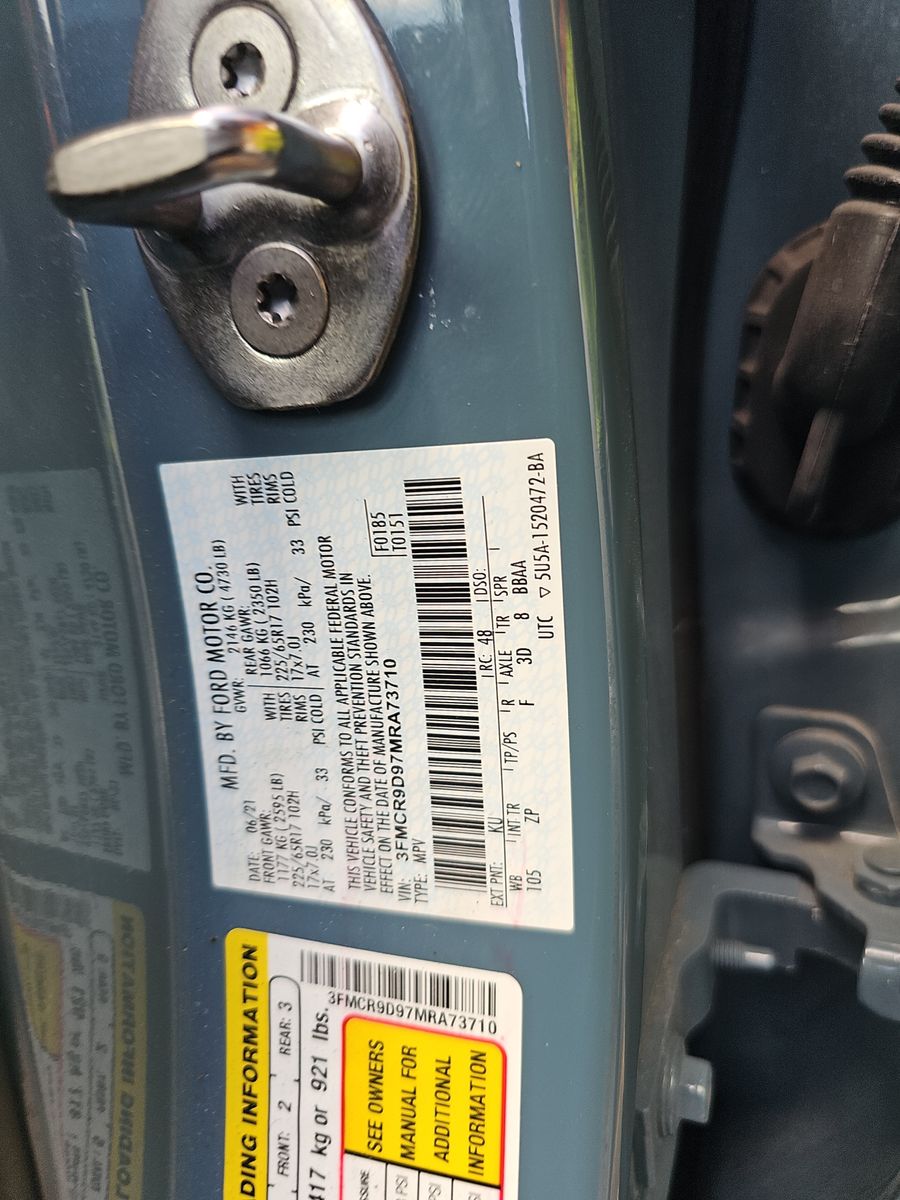 MFD. BY FORD MOTOR CO.
DATE: 06/21 GVWR: 2146 KG ( 4730 LB)
FRONT GAWR: REAR GAWR: WITH
1177 KG ( 2595 LB) WITH 1066 KG ( 2350 LB) TIRES
225/65R17 102H TIRES 225/65R17 102H RIMS
17x7.0J RIMS 17x7.0J
AT 230 kPa/ 33 PSI COLD AT 230 kPa/ 33 PSI COLD
THIS VEHICLE CONFORMS TO ALL APPLICABLE FEDERAL MOTOR
VEHICLE SAFETY AND THEFT PREVENTION STANDARDS IN
EFFECT ON THE DATE OF MANUFACTURE SHOWN ABOVE.
VIN: 3FMCR9D97MRA73710 F0185
TYPE: MPV T0151
EXT PNT: KU RC: 48 DSO:
WB INT TR TP/PS R AXLE TR SPR
105 ZP F 3D 8 BBAA
UTC ▽ 5U5A-1520472-BA
DING INFORMATION
FRONT: 2 REAR: 3
417 kg or 921 lbs.
3FMCR9D97MRA73710
SEE OWNERS
MANUAL FOR
ADDITIONAL
INFORMATION
PSI
PSI